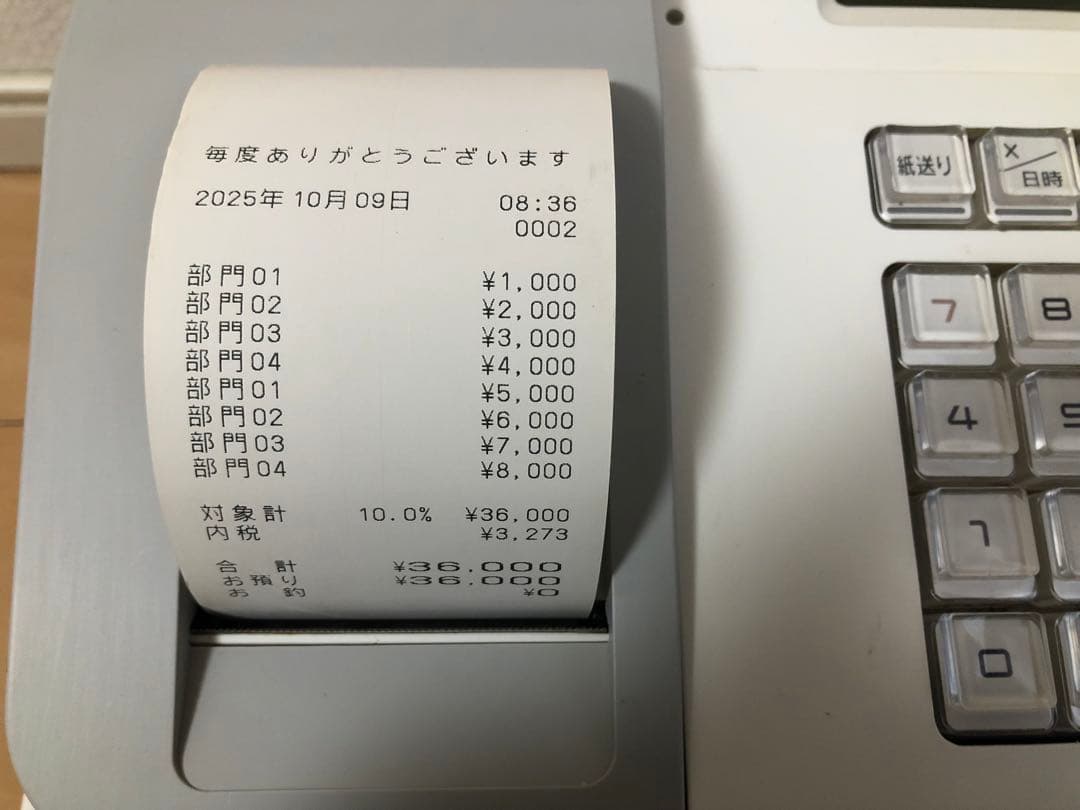 毎度ありがとうございます
2025年10月09日 08:36
0002
部門01 ¥1,000
部門02 ¥2,000
部門03 ¥3,000
部門04 ¥4,000
部門01 ¥5,000
部門02 ¥6,000
部門03 ¥7,000
部門04 ¥8,000
対象計 10.0% ¥36,000
内税 ¥3,273
合計 ¥36,000
お預り ¥36,000
お釣 ¥0
紙送り
×/日時
7 8
4 5
1
0